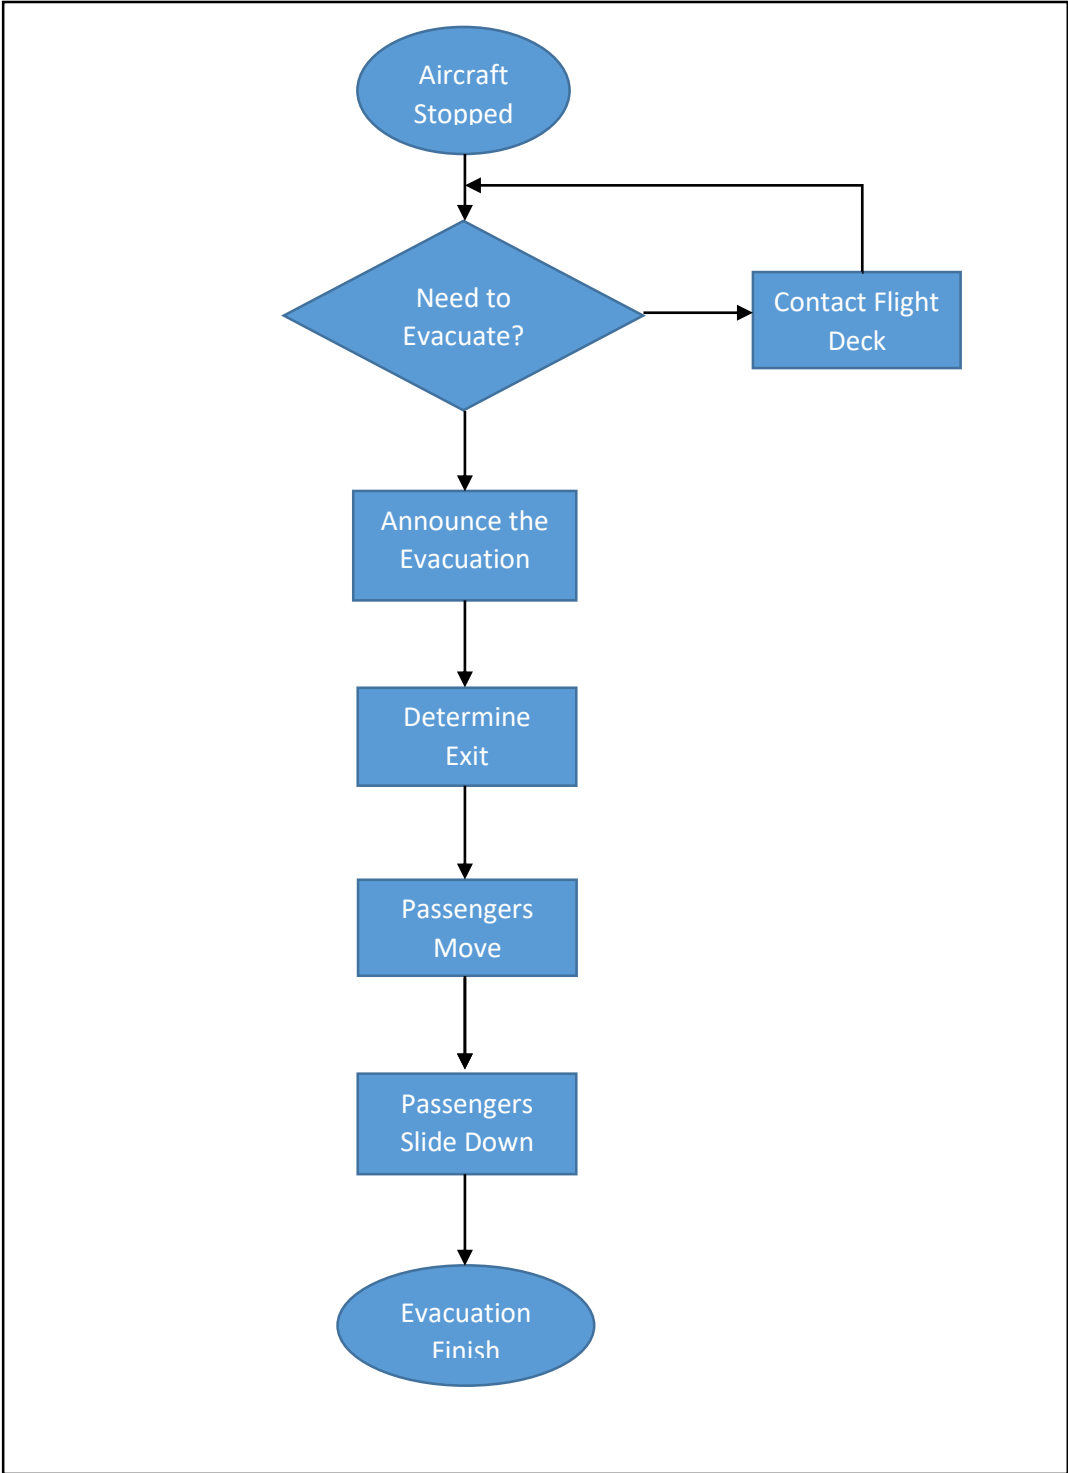 Aircraft
Stopped
Need to
Evacuate?
Contact Flight
Deck
Announce the
Evacuation
Determine
Exit
Passengers
Move
Passengers
Slide Down
Evacuation
Finish